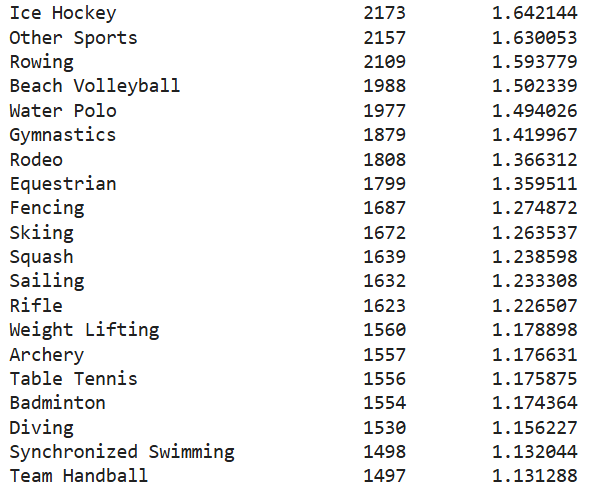 Ice Hockey 2173 1.642144
Other Sports 2157 1.630053
Rowing 2109 1.593779
Beach Volleyball 1988 1.502339
Water Polo 1977 1.494026
Gymnastics 1879 1.419967
Rodeo 1808 1.366312
Equestrian 1799 1.359511
Fencing 1687 1.274872
Skiing 1672 1.263537
Squash 1639 1.238598
Sailing 1632 1.233308
Rifle 1623 1.226507
Weight Lifting 1560 1.178898
Archery 1557 1.176631
Table Tennis 1556 1.175875
Badminton 1554 1.174364
Diving 1530 1.156227
Synchronized Swimming 1498 1.132044
Team Handball 1497 1.131288